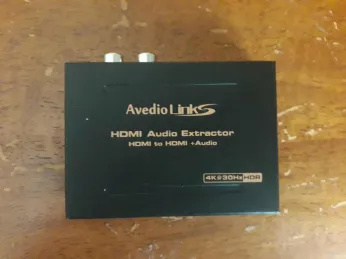 Avedio LinkS
HDMI Audio Extractor
HDMI to HDMI +Audio
4K@30Hz HDR